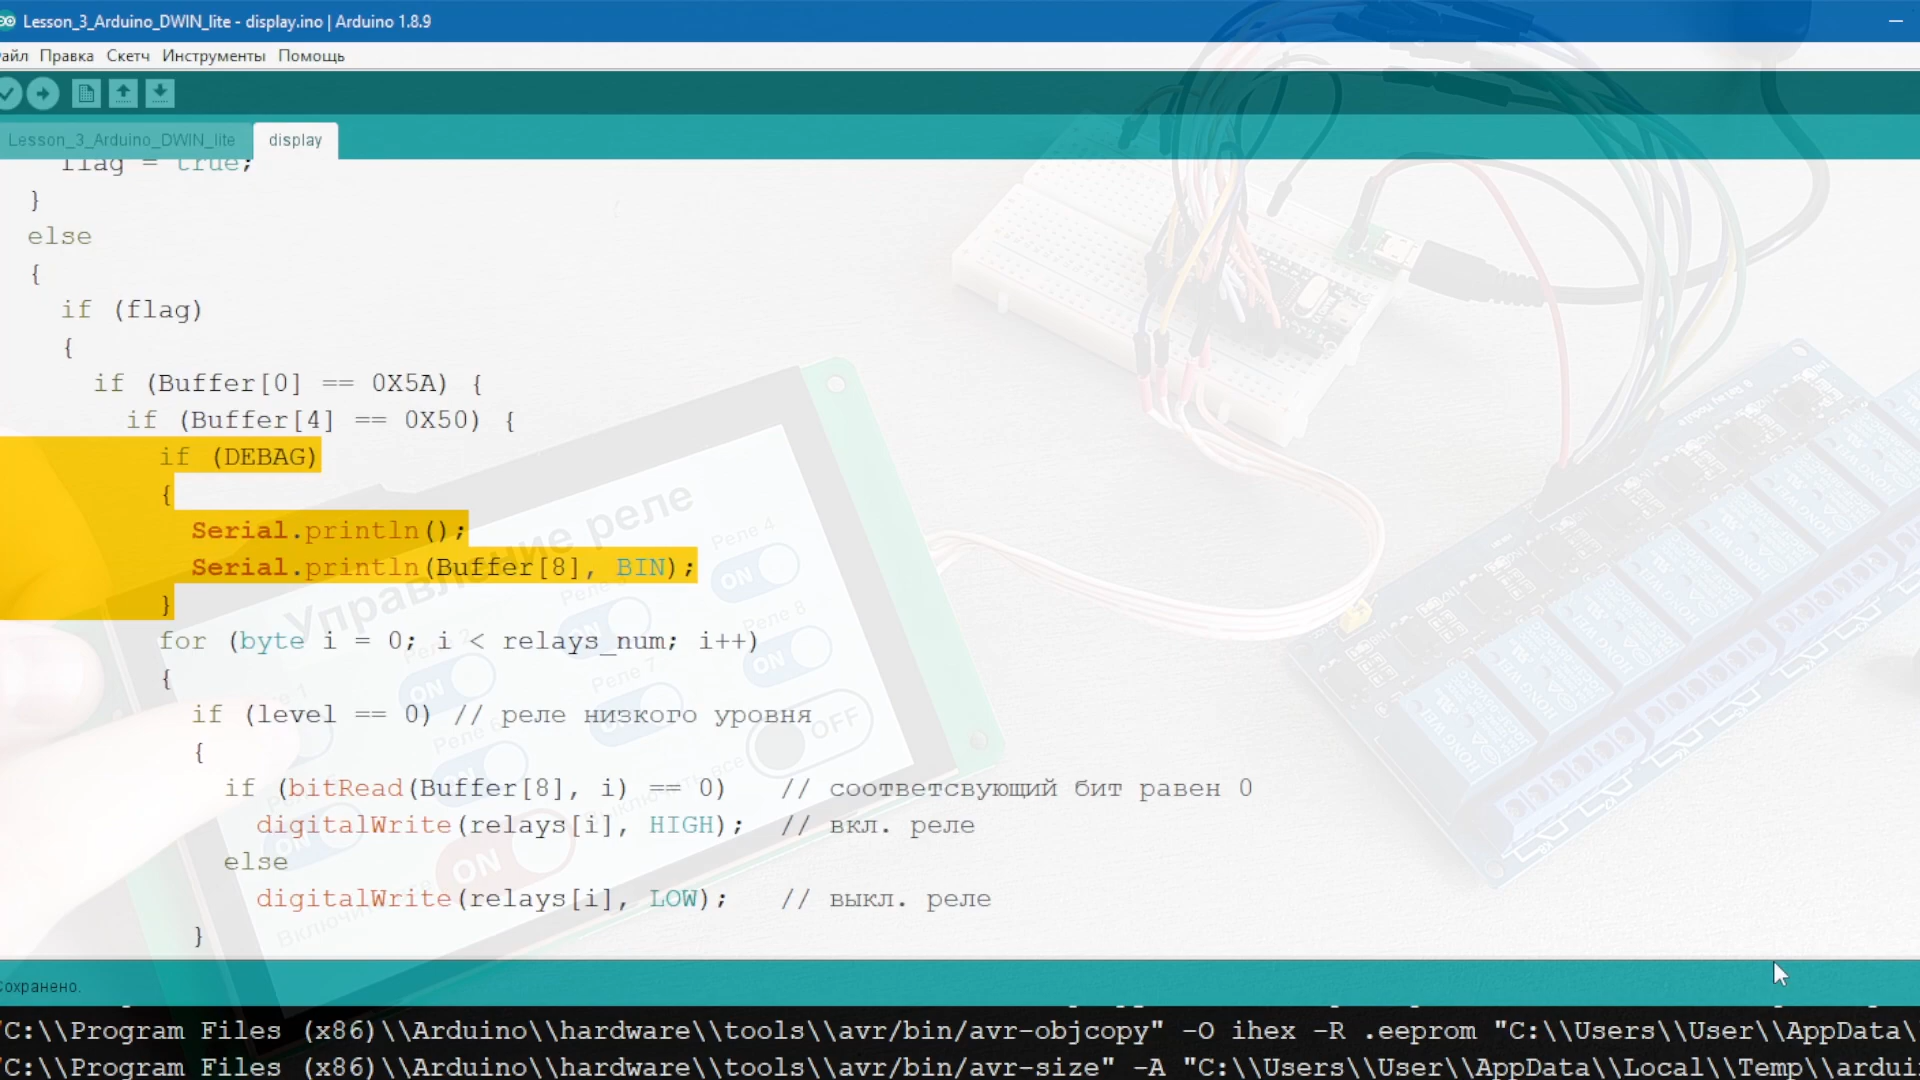 Lesson_3_Arduino_DWIN_lite - display.ino | Arduino 1.8.9
айл Правка Скетч Инструменты Помощь
Lesson_3_Arduino_DWIN_lite display
flag = true;
}
else
{
if (flag)
{
if (Buffer[0] == 0X5A) {
if (Buffer[4] == 0X50) {
if (DEBAG)
{
Serial.println();
Serial.println(Buffer[8], BIN);
}
for (byte i = 0; i < relays_num; i++)
{
if (level == 0) // реле низкого уровня
{
if (bitRead(Buffer[8], i) == 0) // соответсвующий бит равен 0
digitalWrite(relays[i], HIGH); // вкл. реле
else
digitalWrite(relays[i], LOW); // выкл. реле
}
Сохранено.
Управление реле
Реле 4
ON
Реле 8
ON
Реле 7
ON
Реле 6
OFF
ON
"C:\\Program Files (x86)\\Arduino\\hardware\\tools\\avr/bin/avr-objcopy" -O ihex -R .eeprom "C:\\Users\\User\\AppData\\
"C:\\Program Files (x86)\\Arduino\\hardware\\tools\\avr/bin/avr-size" -A "C:\\Users\\User\\AppData\\Local\\Temp\\ardui